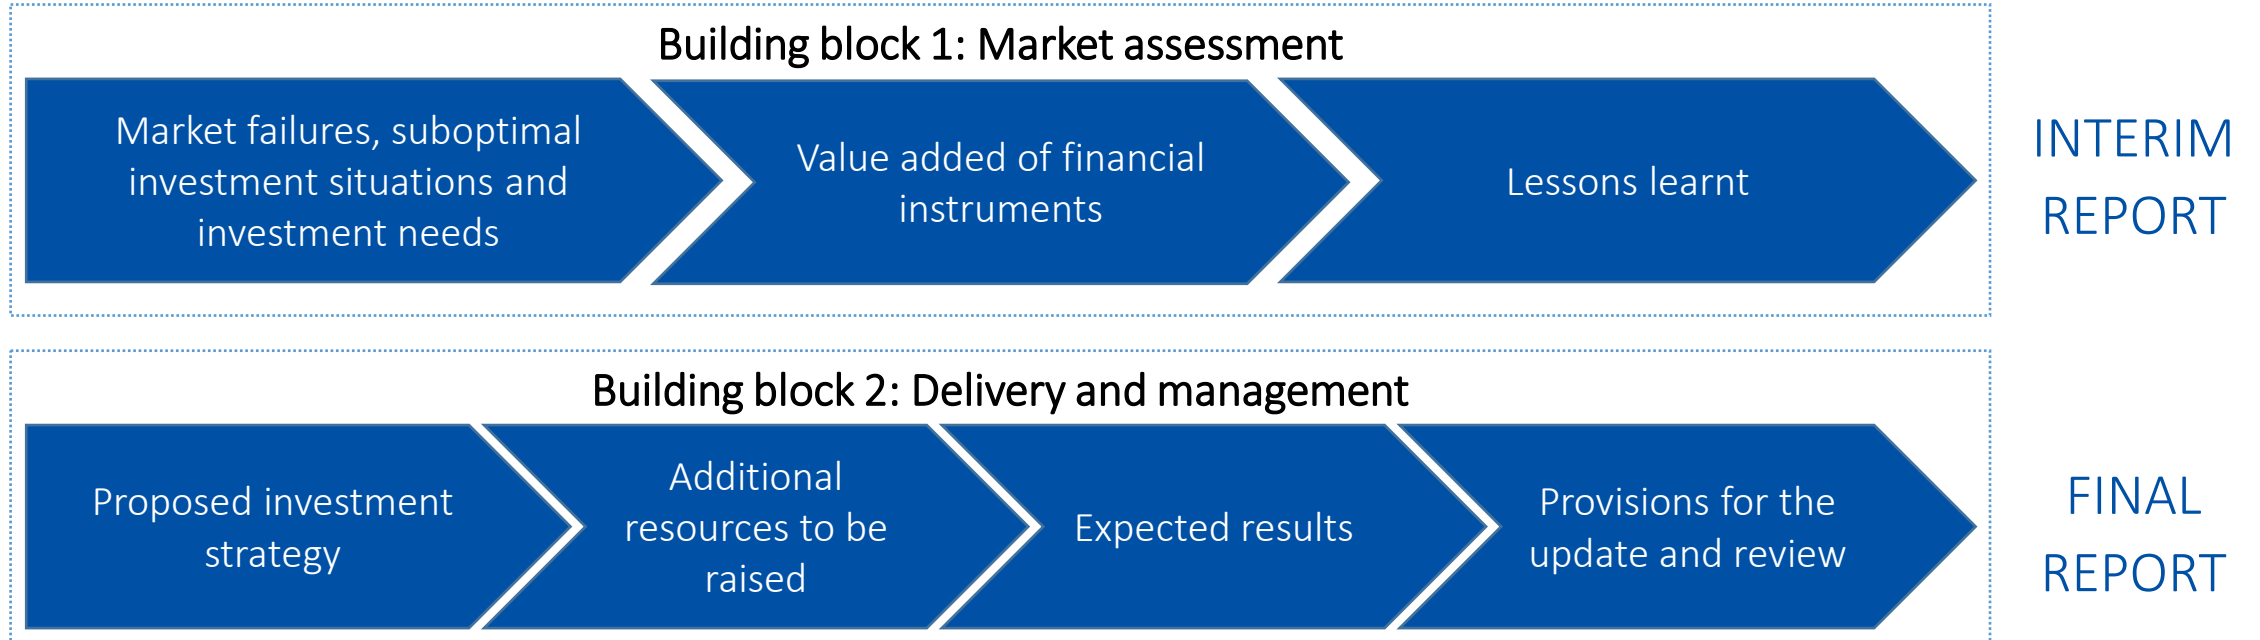 Building block 1: Market assessment
Market failures, suboptimal
investment situations and
investment needs
Value added of financial
instruments
Lessons learnt
INTERIM
REPORT
Building block 2: Delivery and management
Proposed investment
strategy
Additional
resources to be
raised
Expected results
Provisions for the
update and review
FINAL
REPORT